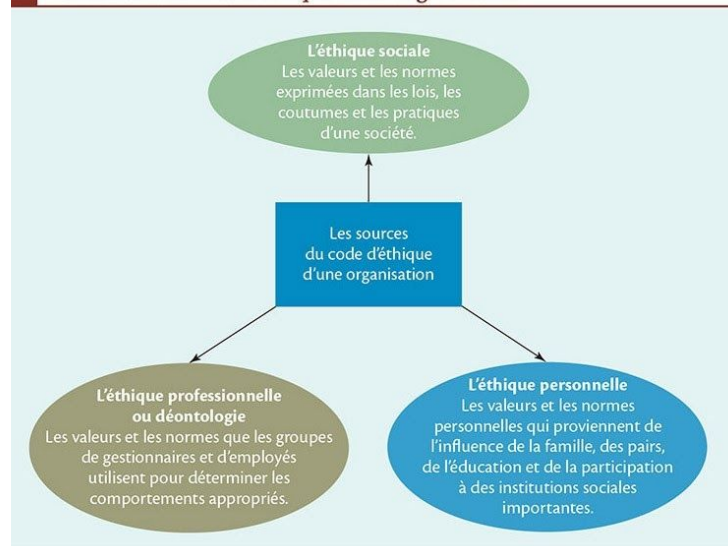 L'éthique sociale
Les valeurs et les normes
exprimées dans les lois, les
coutumes et les pratiques
d'une société.
Les sources
du code d'éthique
d'une organisation
L'éthique professionnelle
ou déontologie
Les valeurs et les normes que les groupes
de gestionnaires et d'employés
utilisent pour déterminer les
comportements appropriés.
L'éthique personnelle
Les valeurs et les normes
personnelles qui proviennent de
l'influence de la famille, des pairs,
de l'éducation et de la participation
à des institutions sociales
importantes.